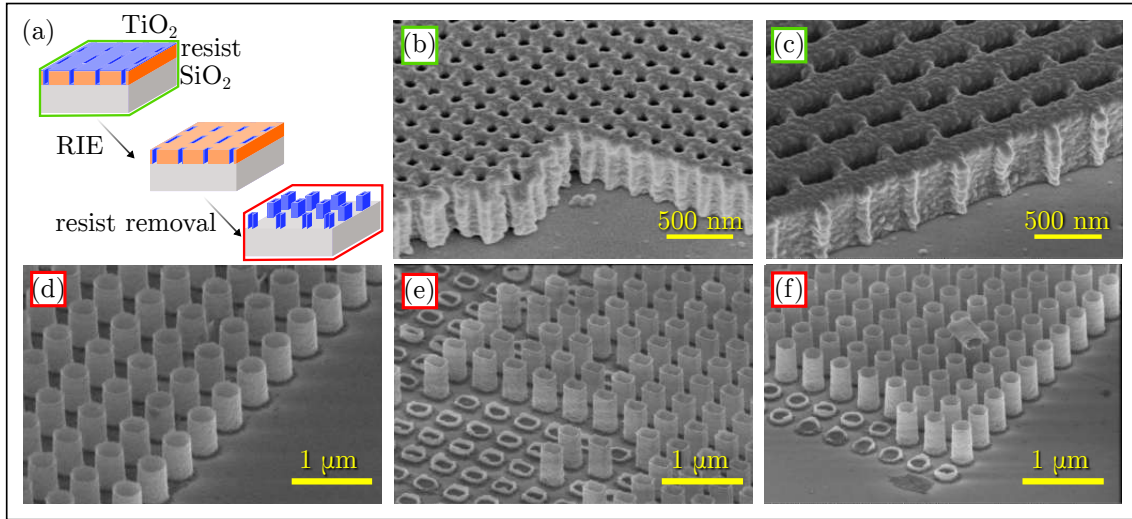 (a)
TiO2
resist
SiO2
RIE
resist removal
(b)
500 nm
(c)
500 nm
(d)
1 μm
(e)
1 μm
(f)
1 μm